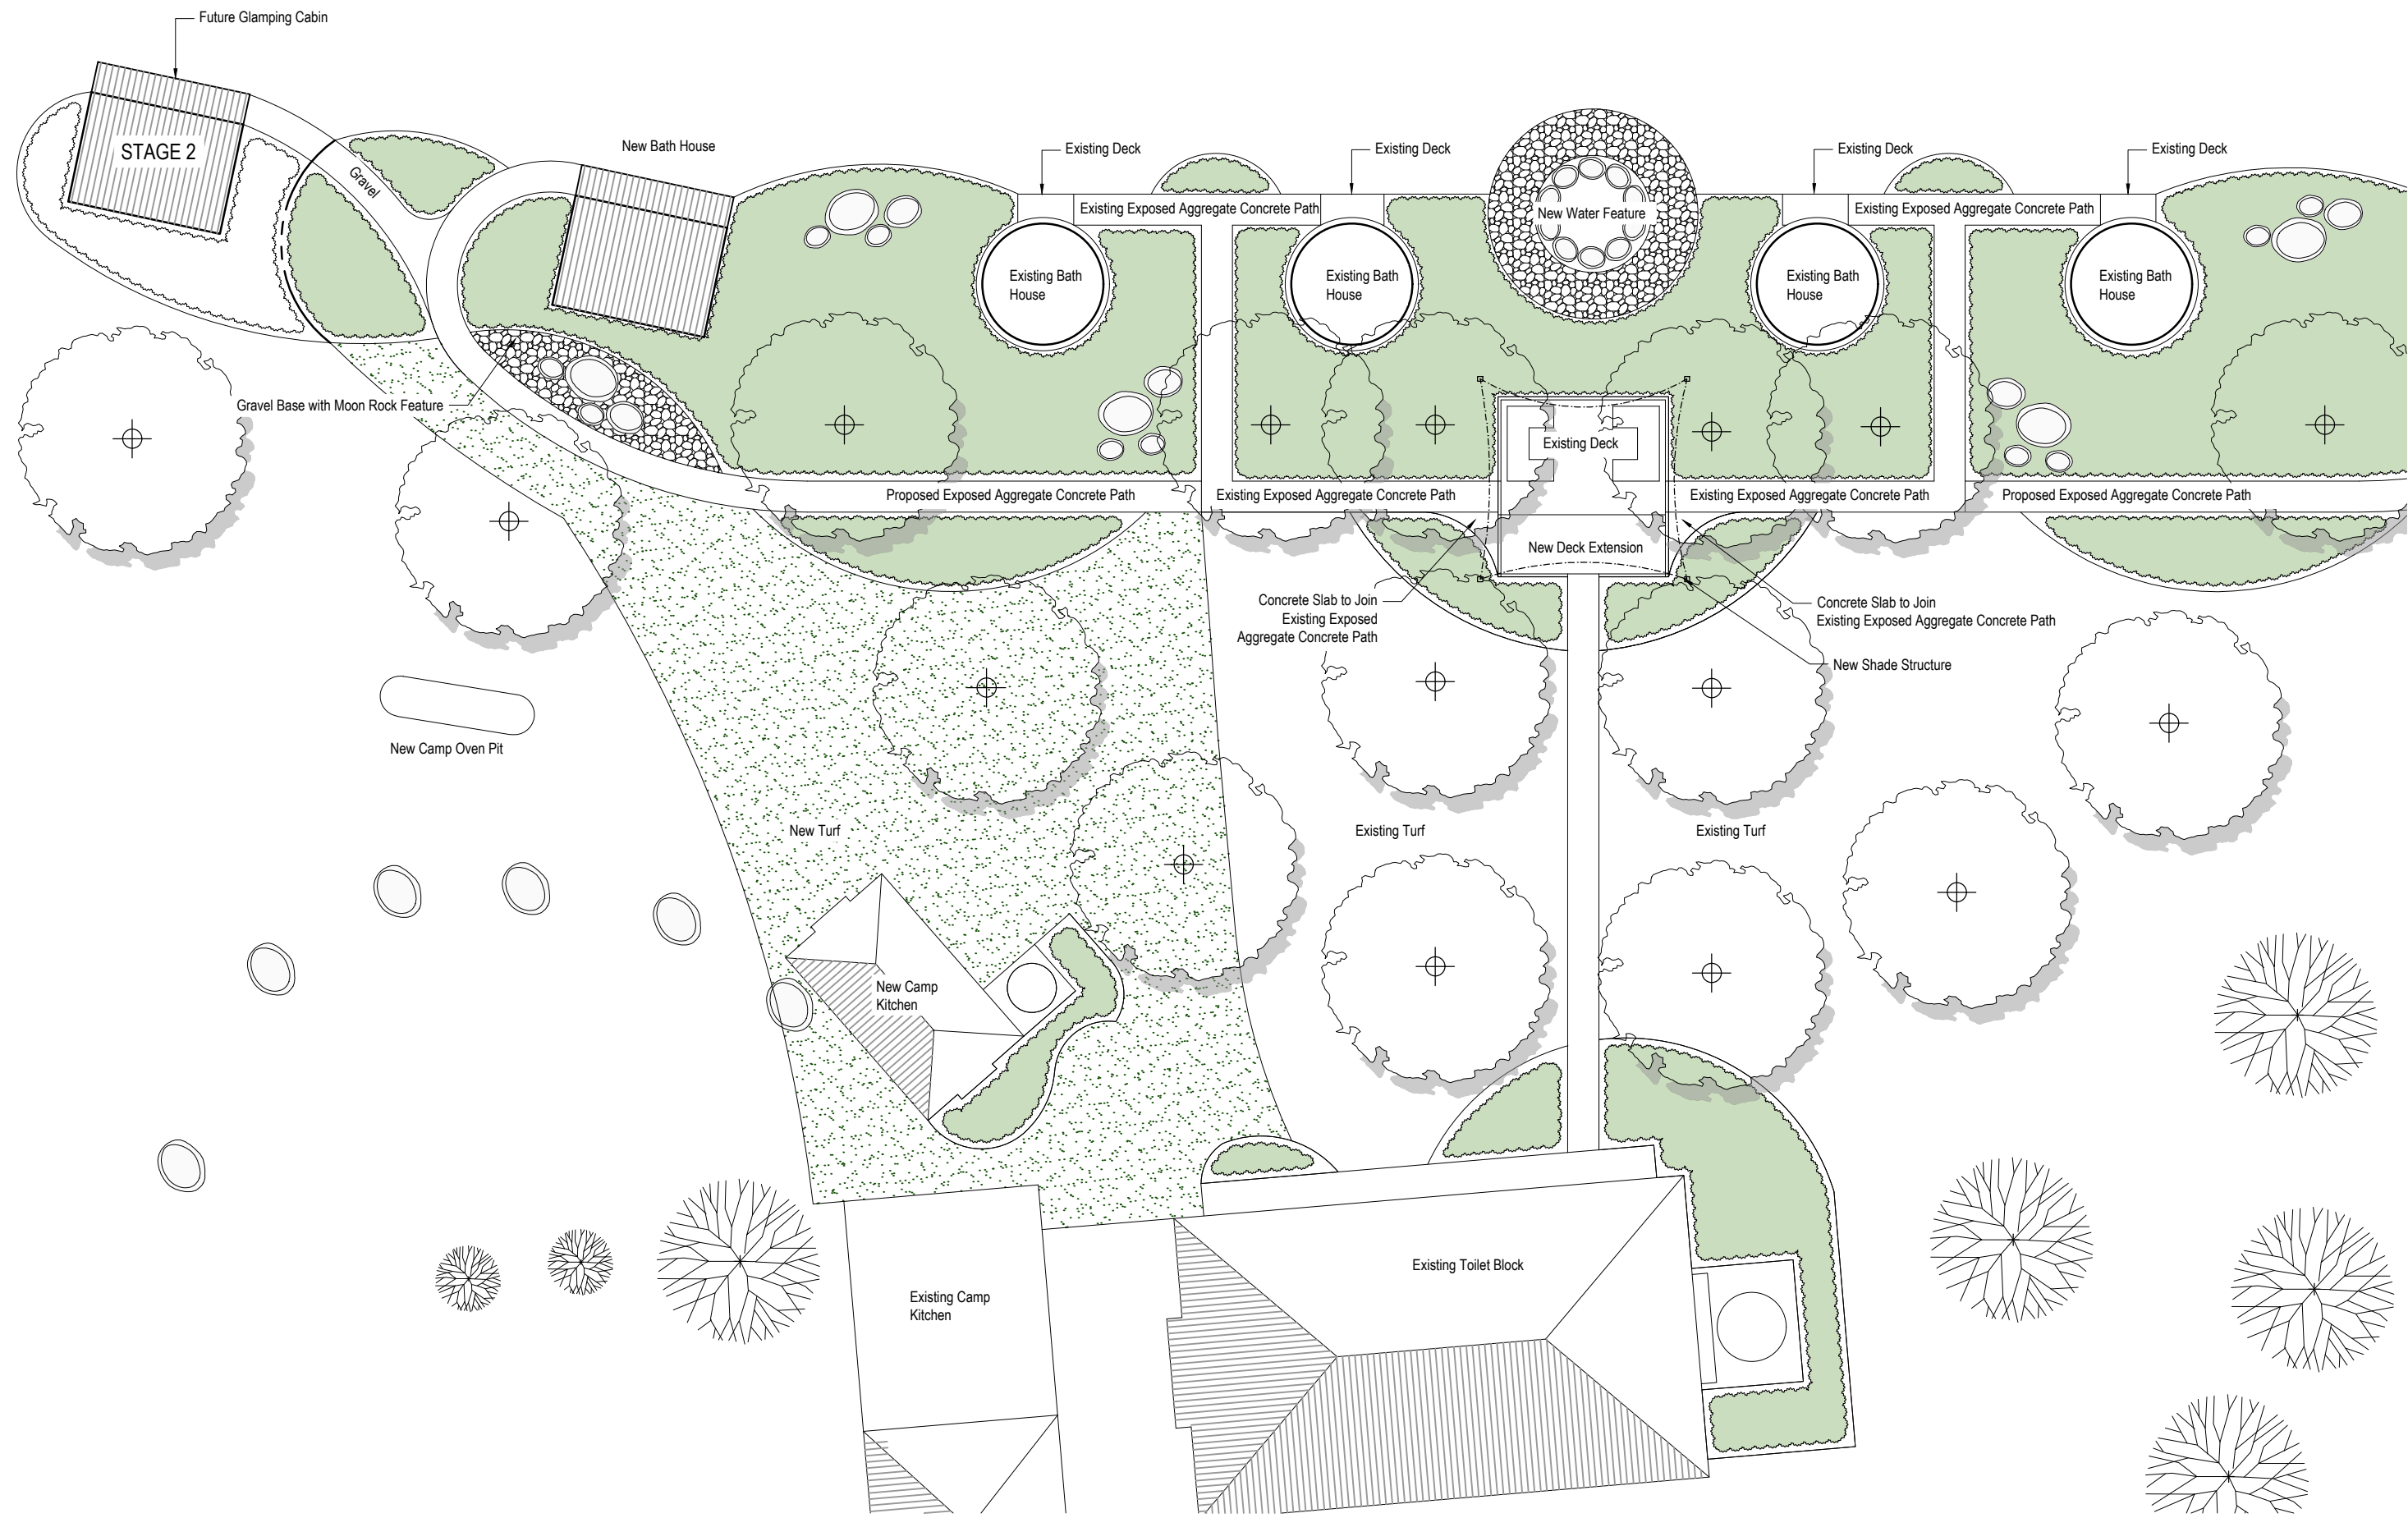 Future Glamping Cabin
STAGE 2
Gravel
New Bath House
Existing Deck
Existing Deck
Existing Deck
Existing Deck
Existing Exposed Aggregate Concrete Path
New Water Feature
Existing Exposed Aggregate Concrete Path
Existing Bath
House
Existing Bath
House
Existing Bath
House
Existing Bath
House
Gravel Base with Moon Rock Feature
Existing Deck
Proposed Exposed Aggregate Concrete Path
Existing Exposed Aggregate Concrete Path
Existing Exposed Aggregate Concrete Path
Proposed Exposed Aggregate Concrete Path
New Deck Extension
Concrete Slab to Join
Existing Exposed
Aggregate Concrete Path
Concrete Slab to Join
Existing Exposed Aggregate Concrete Path
New Shade Structure
New Camp Oven Pit
New Turf
Existing Turf
Existing Turf
New Camp
Kitchen
Existing Toilet Block
Existing Camp
Kitchen